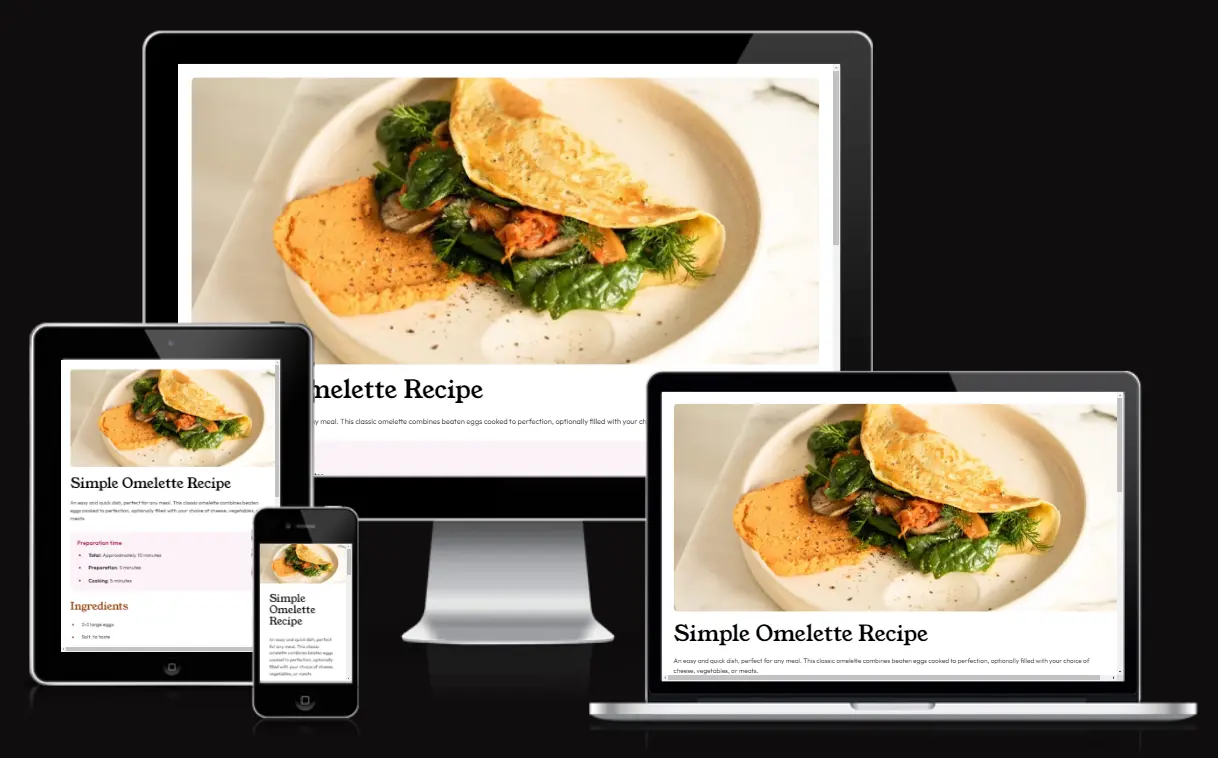 melette Recipe
ny meal. This classic omelette combines beaten eggs cooked to perfection, optionally filled with your ch
Simple Omelette Recipe
An easy and quick dish, perfect for any meal. This classic omelette combines beaten
eggs cooked to perfection, optionally filled with your choice of cheese, vegetables, or
meats.
Preparation time
Total: Approximately 10 minutes
Preparation: 5 minutes
Cooking: 5 minutes
Ingredients
2-3 large eggs
Salt, to taste
Simple
Omelette
Recipe
An easy and quick dish, perfect
for any meal. This classic
omelette combines beaten eggs
cooked to perfection, optionally
filled with your choice of cheese,
vegetables, or meats.
Simple Omelette Recipe
An easy and quick dish, perfect for any meal. This classic omelette combines beaten eggs cooked to perfection, optionally filled with your choice of
cheese, vegetables, or meats.